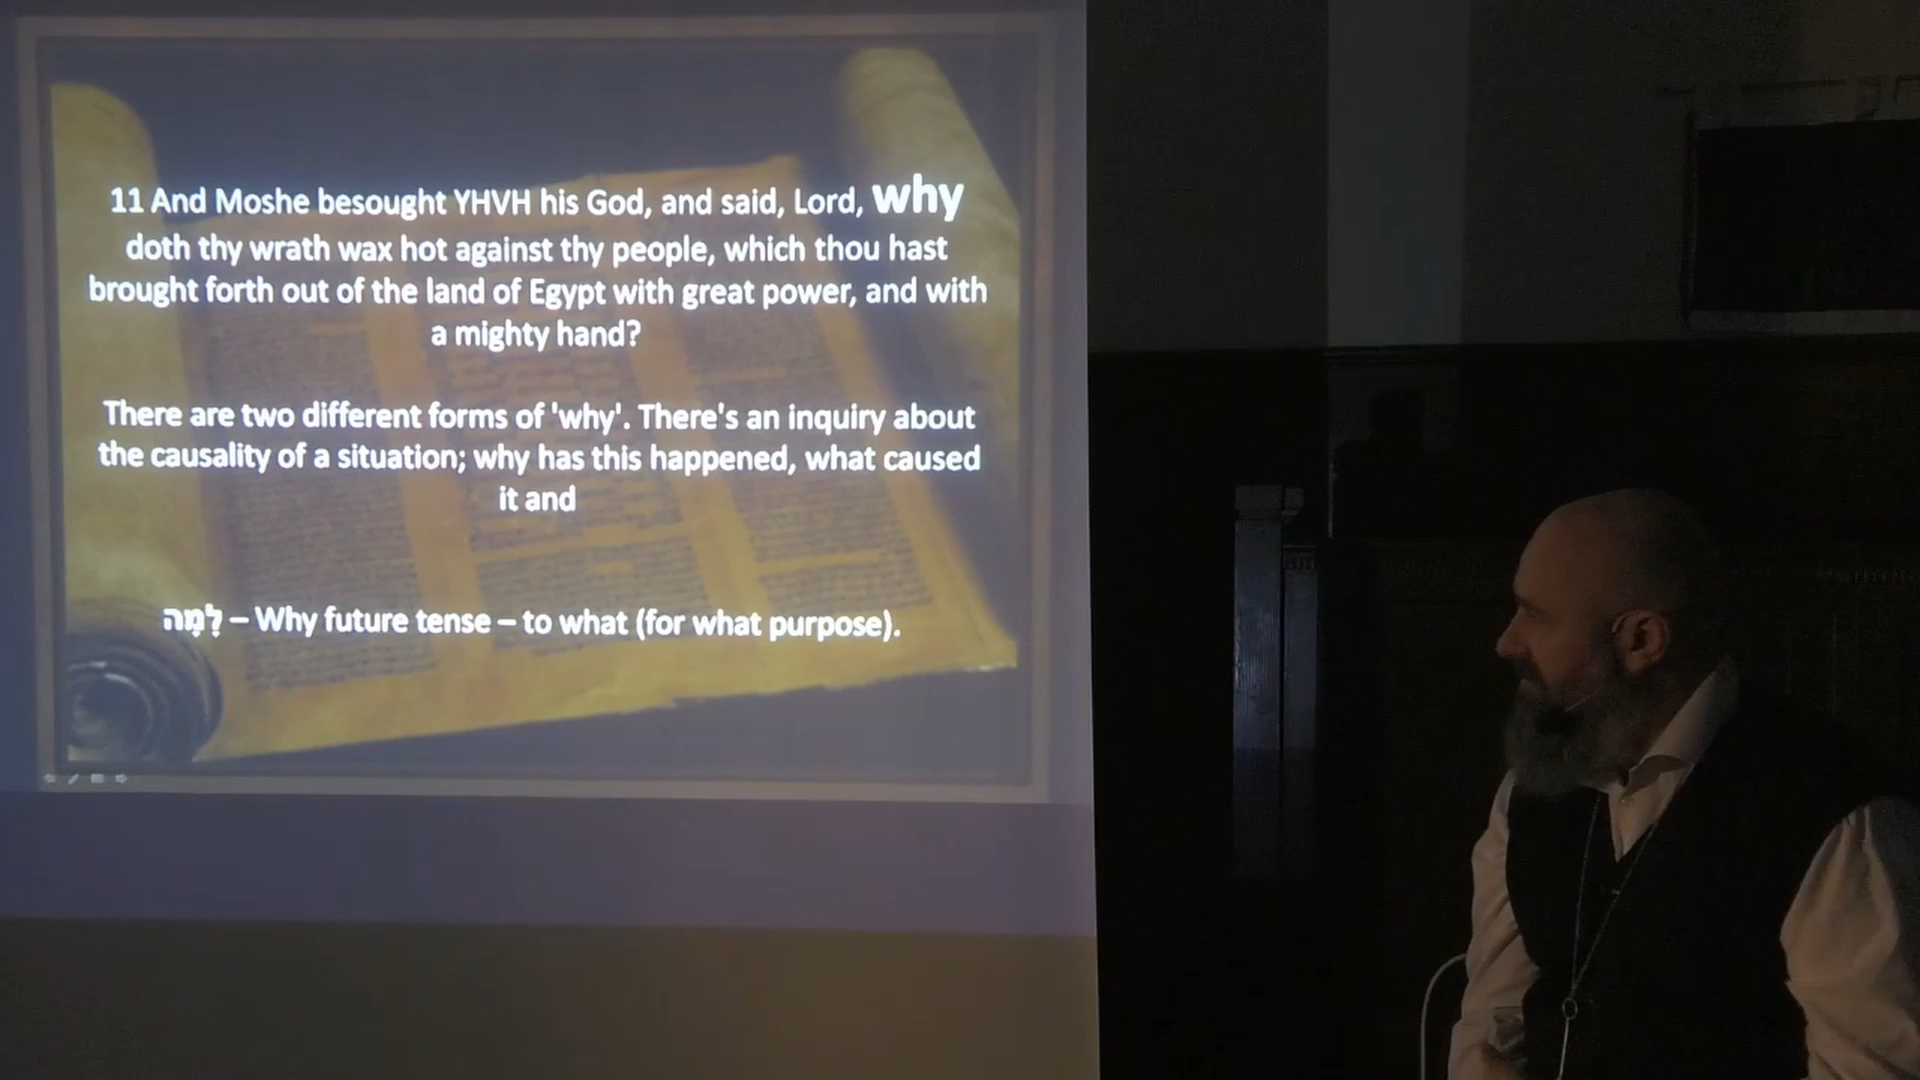 11 And Moshe besought YHVH his God, and said, Lord, why
doth thy wrath wax hot against thy people, which thou hast
brought forth out of the land of Egypt with great power, and with
a mighty hand?
There are two different forms of 'why'. There's an inquiry about
the causality of a situation; why has this happened, what caused
it and
לָמָּה – Why future tense – to what (for what purpose).